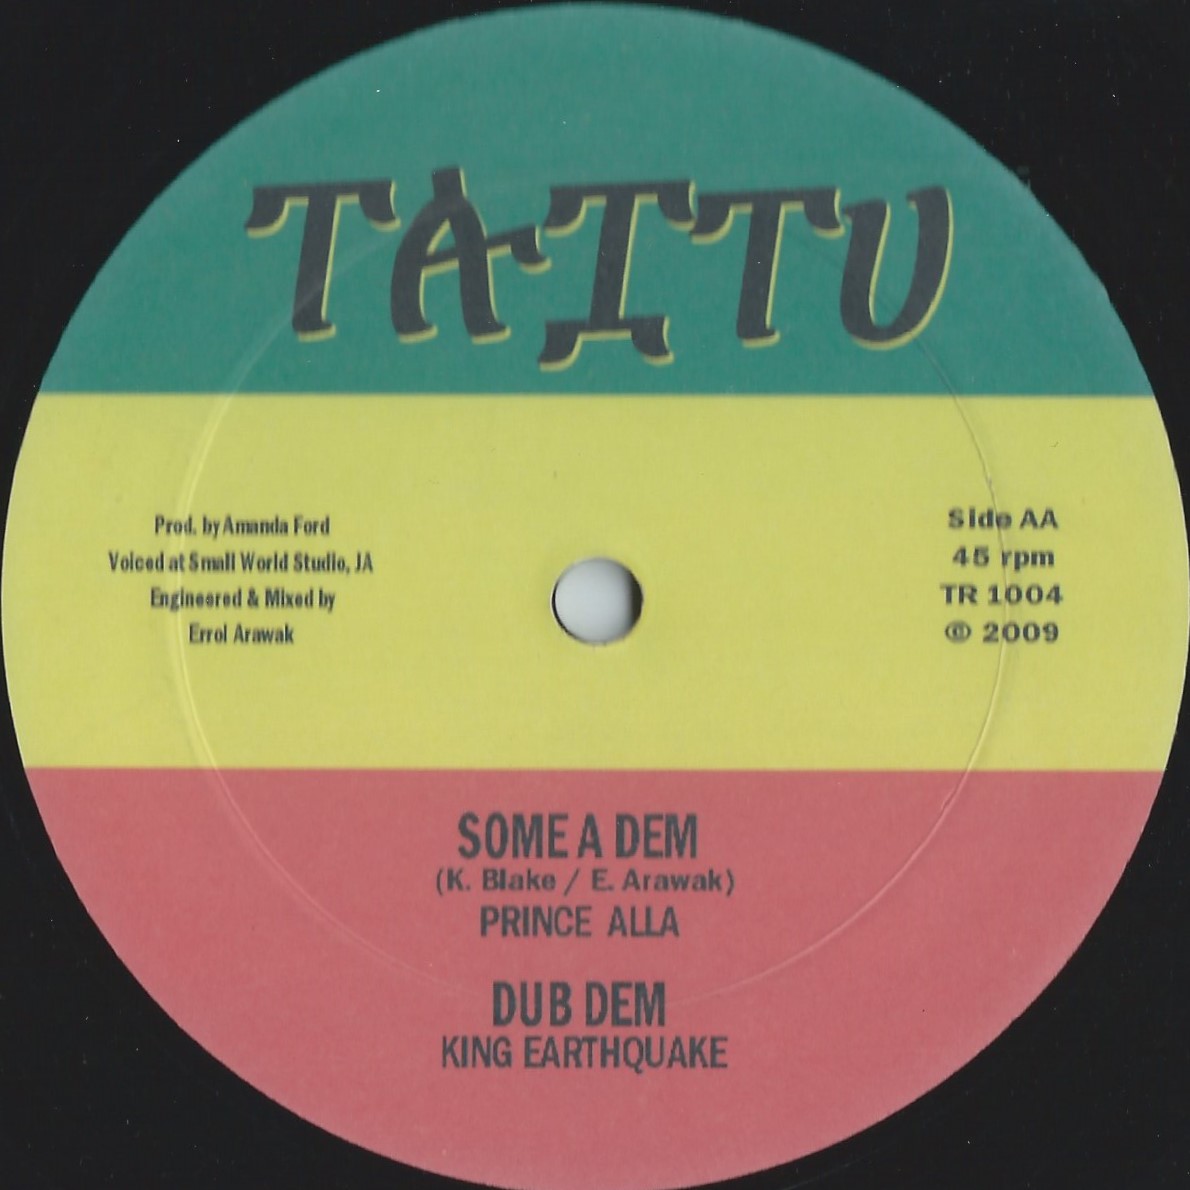 TAITU
Prod. by Amanda Ford
Voiced at Small World Studio, JA
Engineered & Mixed by
Errol Arawak
Side AA
45 rpm
TR 1004
© 2009
SOME A DEM
(K. Blake / E. Arawak)
PRINCE ALLA
DUB DEM
KING EARTHQUAKE